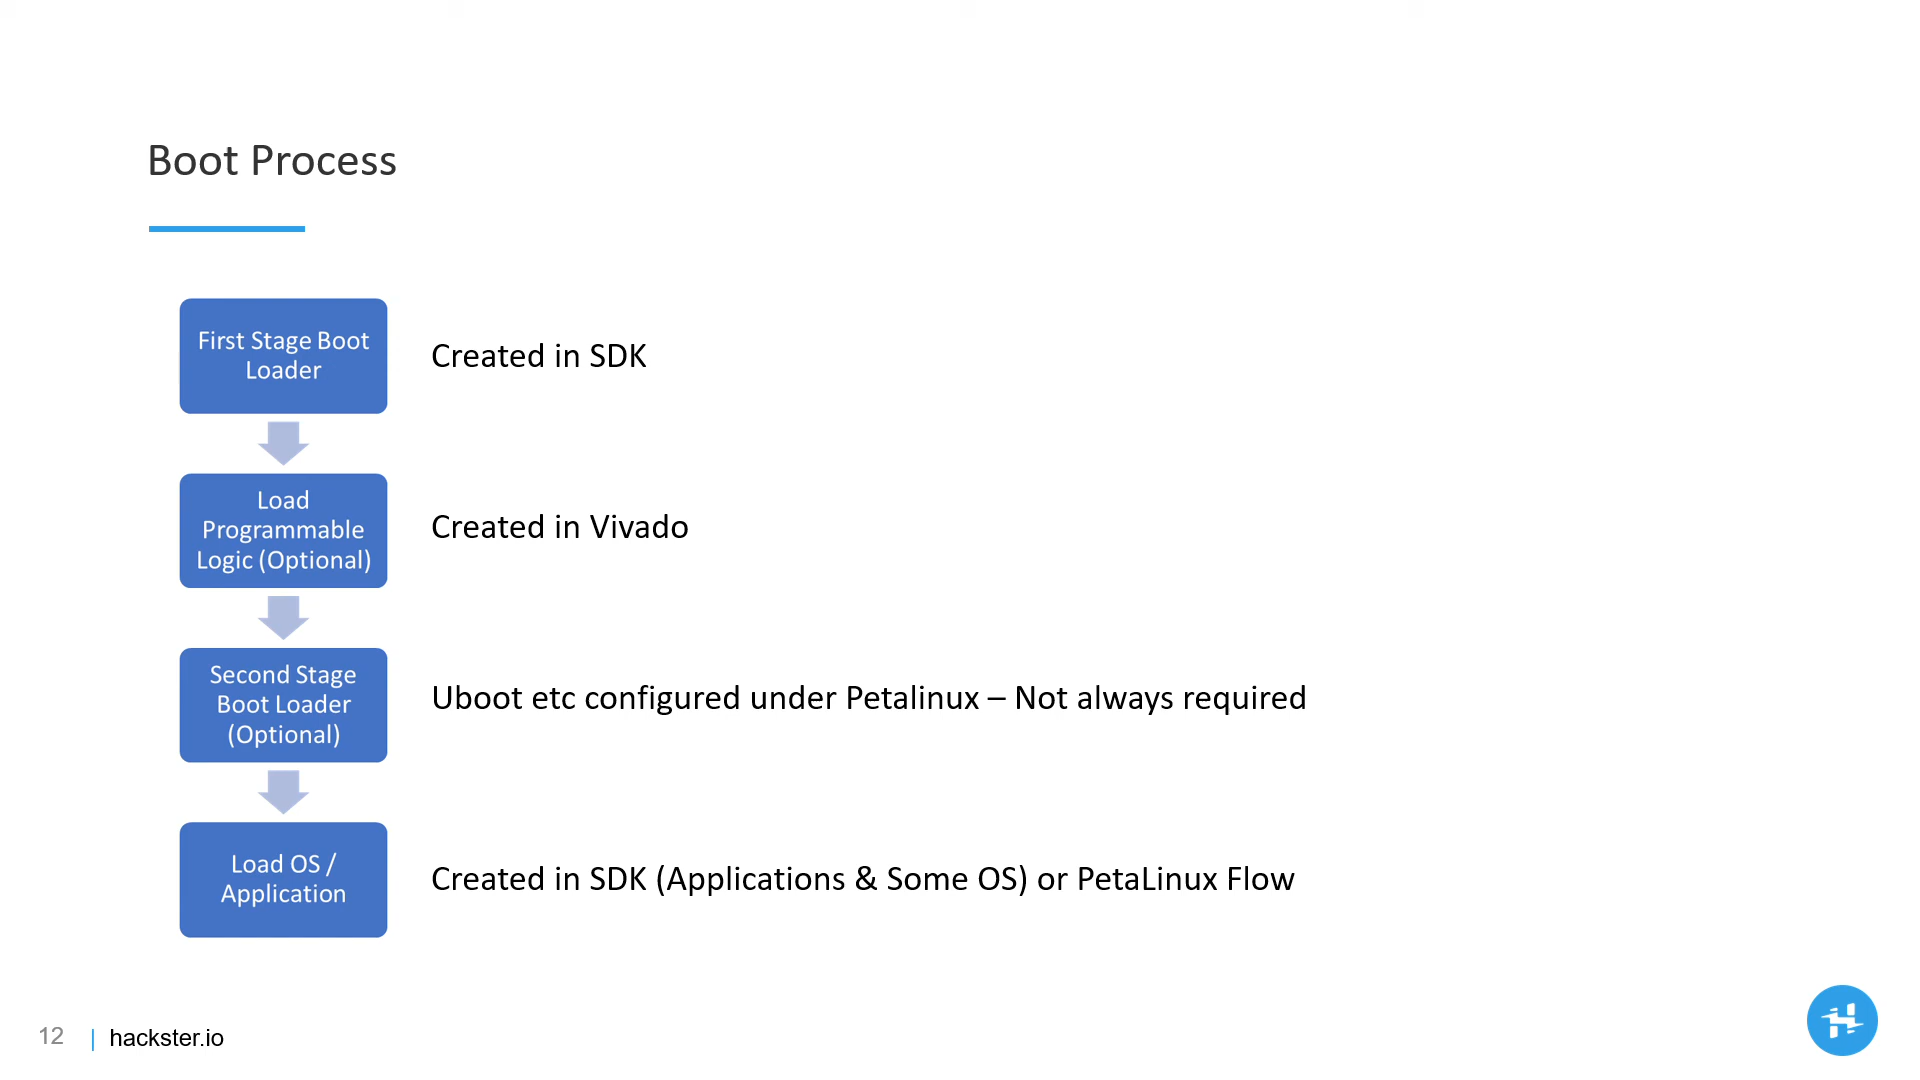 Boot Process
First Stage Boot
Loader
Created in SDK
Load
Programmable
Logic (Optional)
Created in Vivado
Second Stage
Boot Loader
(Optional)
Uboot etc configured under Petalinux – Not always required
Load OS /
Application
Created in SDK (Applications & Some OS) or PetaLinux Flow
12 | hackster.io